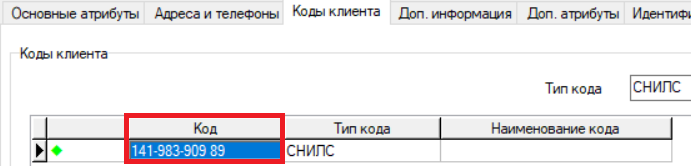 Основные атрибуты Адреса и телефоны Коды клиента Доп. информация Доп. атрибуты Идентифи
Коды клиента
Тип кода СНИЛС
Код Тип кода Наименование кода
141-983-909 89 СНИЛС